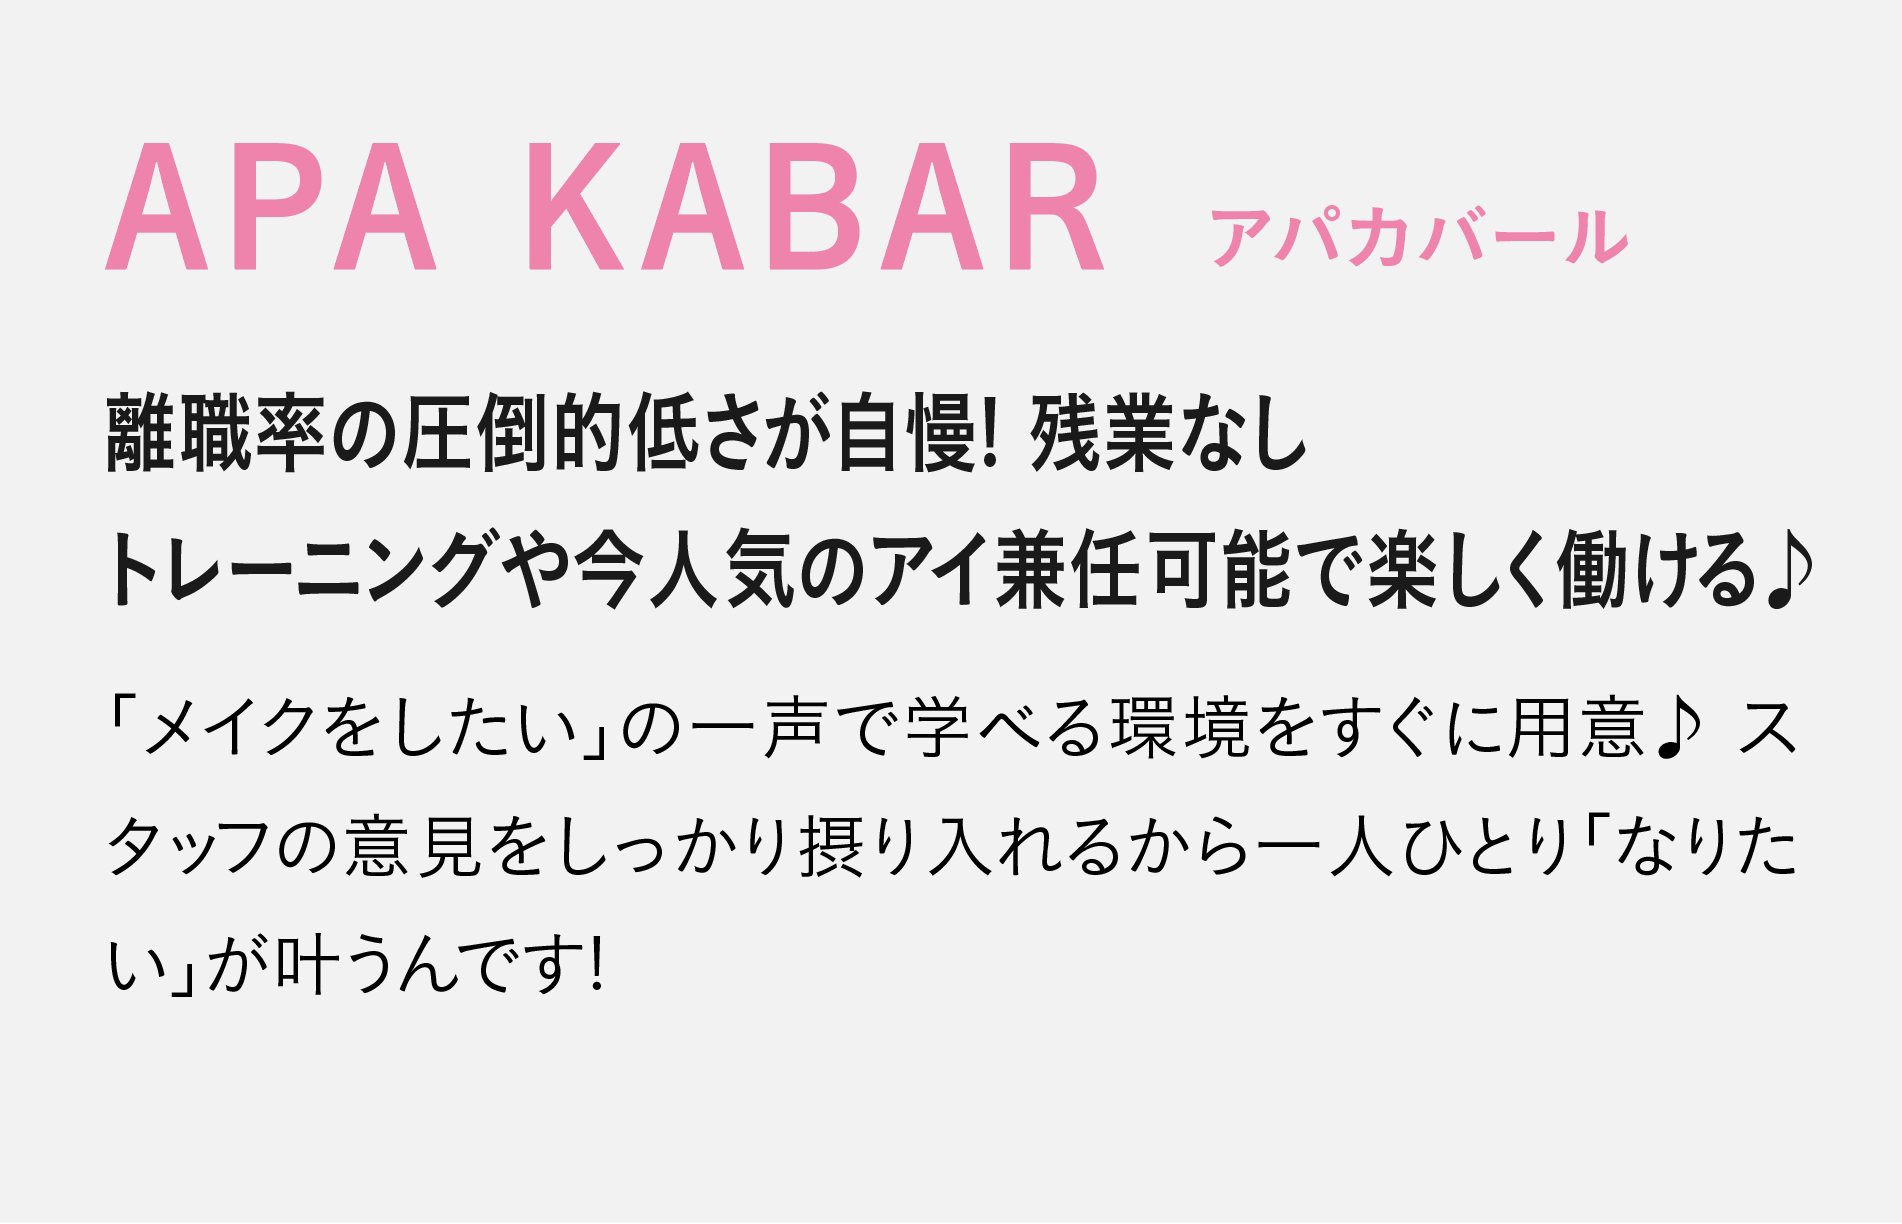 APA KABAR アパカバール
離職率の圧倒的低さが自慢! 残業なし
トレーニングや今人気のアイ兼任可能で楽しく働ける♪
「メイクをしたい」の一声で学べる環境をすぐに用意♪ ス
タッフの意見をしっかり摂り入れるから一人ひとり「なりた
い」が叶うんです!